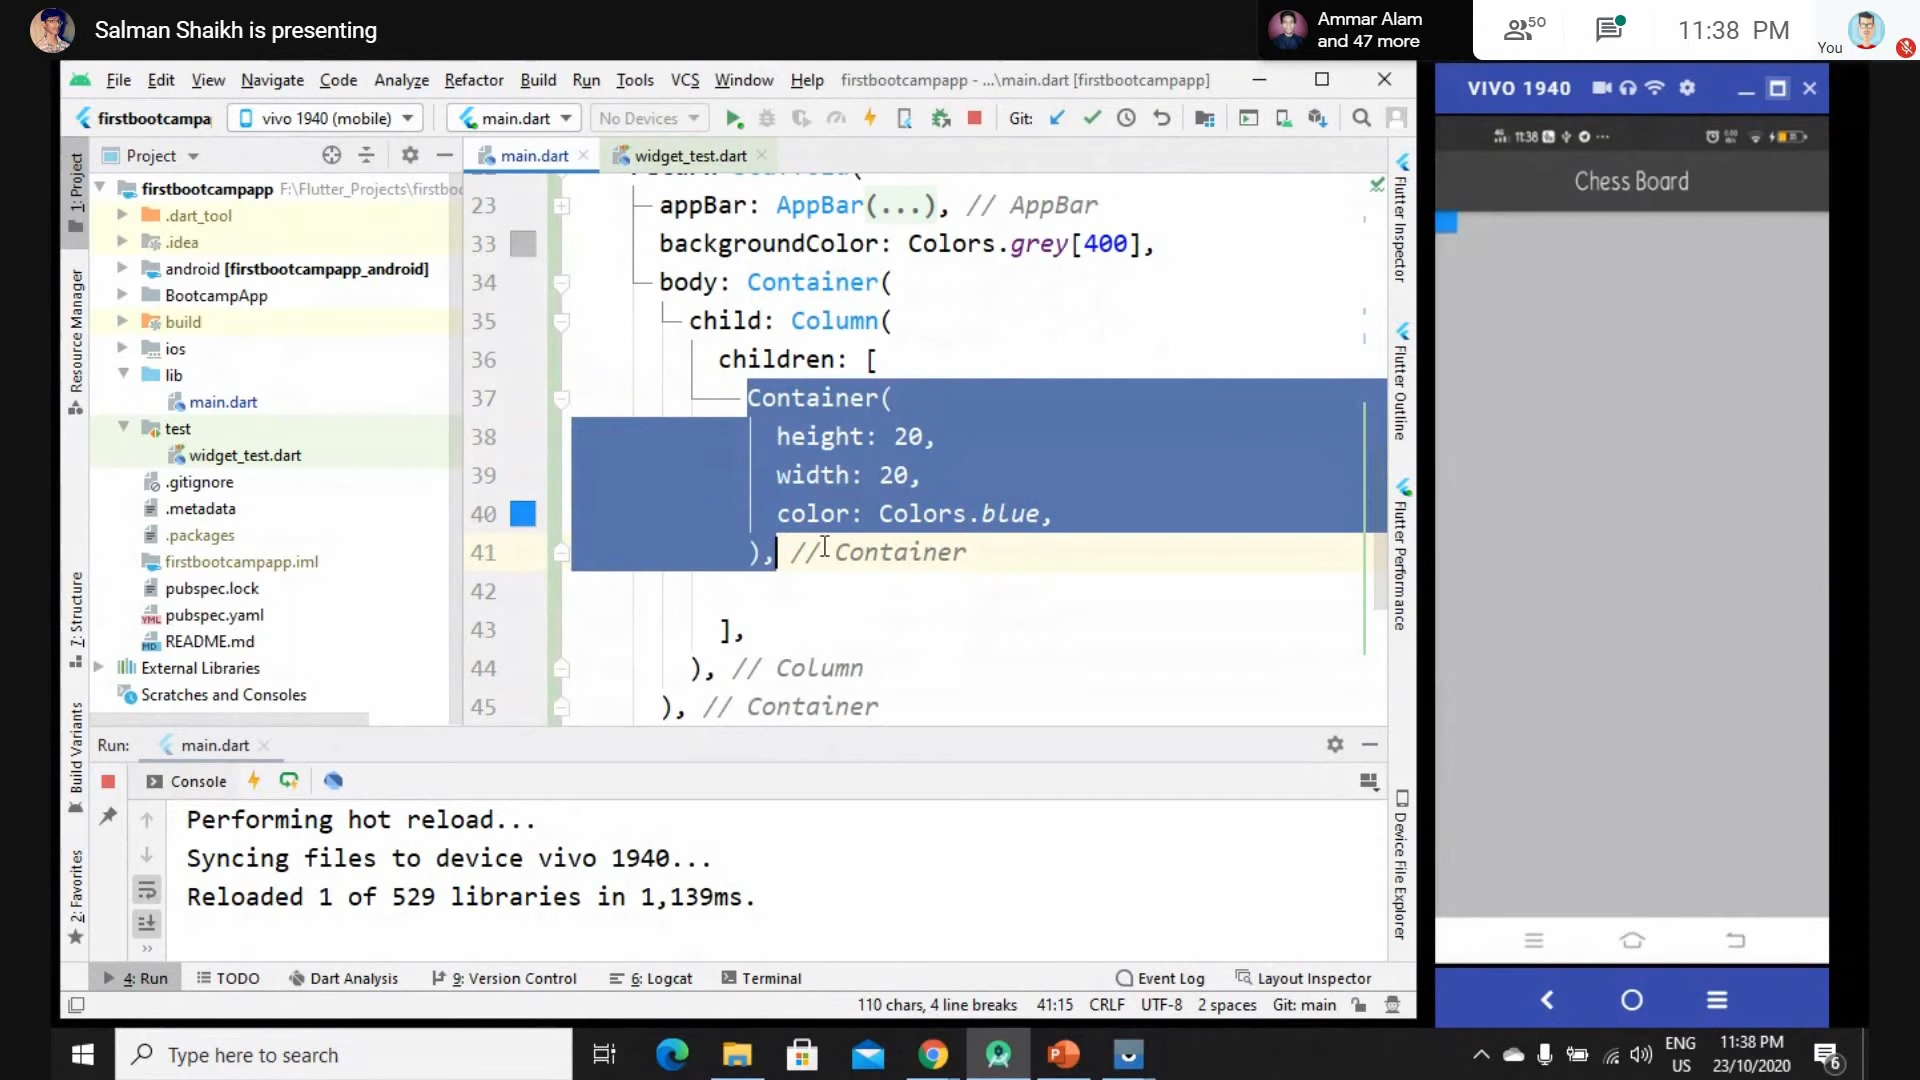 Salman Shaikh is presenting
Ammar Alam
and 47 more
50
11:38 PM
You
File Edit View Navigate Code Analyze Refactor Build Run Tools VCS Window Help firstbootcampapp - ...\main.dart [firstbootcampapp]
firstbootcampa vivo 1940 (mobile) main.dart No Devices Git:
Project
main.dart widget_test.dart
1: Project
Resource Manager
7: Structure
Build Variants
2: Favorites
firstbootcampapp F:\Flutter_Projects\firstbo
.dart_tool
.idea
android [firstbootcampapp_android]
BootcampApp
build
ios
lib
main.dart
test
widget_test.dart
.gitignore
.metadata
.packages
firstbootcampapp.iml
pubspec.lock
pubspec.yaml
README.md
External Libraries
Scratches and Consoles
23 appBar: AppBar(...), // AppBar
33 backgroundColor: Colors.grey[400],
34 body: Container(
35 child: Column(
36 children: [
37 Container(
38 height: 20,
39 width: 20,
40 color: Colors.blue,
41 ), // Container
42
43 ],
44 ), // Column
45 ), // Container
Flutter Inspector
Flutter Outline
Flutter Performance
Device File Explorer
Run: main.dart
Console
Performing hot reload...
Syncing files to device vivo 1940...
Reloaded 1 of 529 libraries in 1,139ms.
4: Run TODO Dart Analysis 9: Version Control 6: Logcat Terminal Event Log Layout Inspector
110 chars, 4 line breaks 41:15 CRLF UTF-8 2 spaces Git: main
VIVO 1940
11:38
Chess Board
Type here to search
ENG
US
11:38 PM
23/10/2020
6